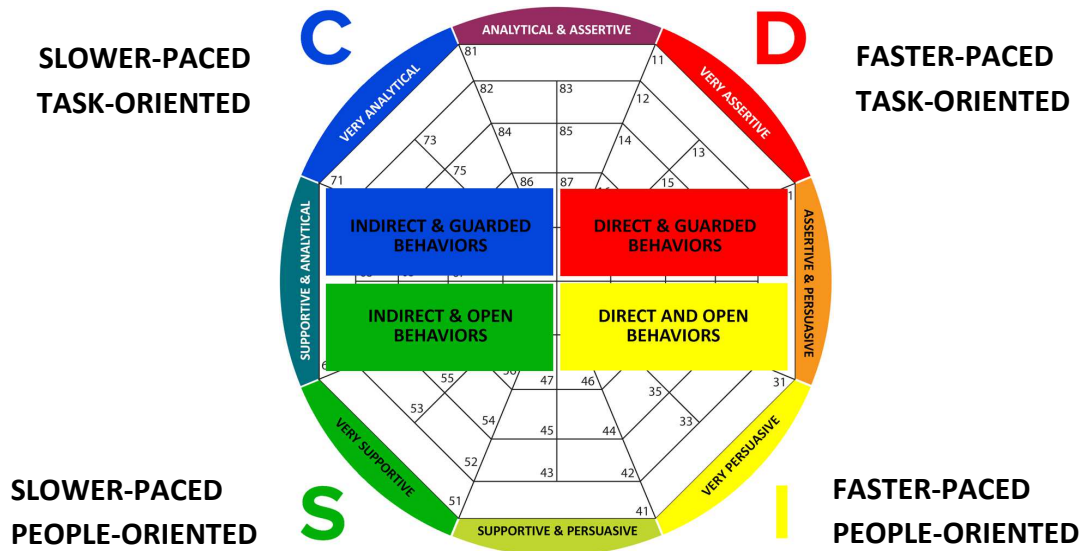 C
D
SLOWER-PACED
TASK-ORIENTED
FASTER-PACED
TASK-ORIENTED
ANALYTICAL & ASSERTIVE
VERY ANALYTICAL
VERY ASSERTIVE
81
11
82
83
12
73
84
85
14
13
75
86
87
15
71
1
SUPPORTIVE & ANALYTICAL
ASSERTIVE & PERSUASIVE
INDIRECT & GUARDED
BEHAVIORS
DIRECT & GUARDED
BEHAVIORS
INDIRECT & OPEN
BEHAVIORS
DIRECT AND OPEN
BEHAVIORS
55
47
46
35
31
53
54
45
44
33
52
43
42
51
41
VERY SUPPORTIVE
VERY PERSUASIVE
SUPPORTIVE & PERSUASIVE
S
I
SLOWER-PACED
PEOPLE-ORIENTED
FASTER-PACED
PEOPLE-ORIENTED